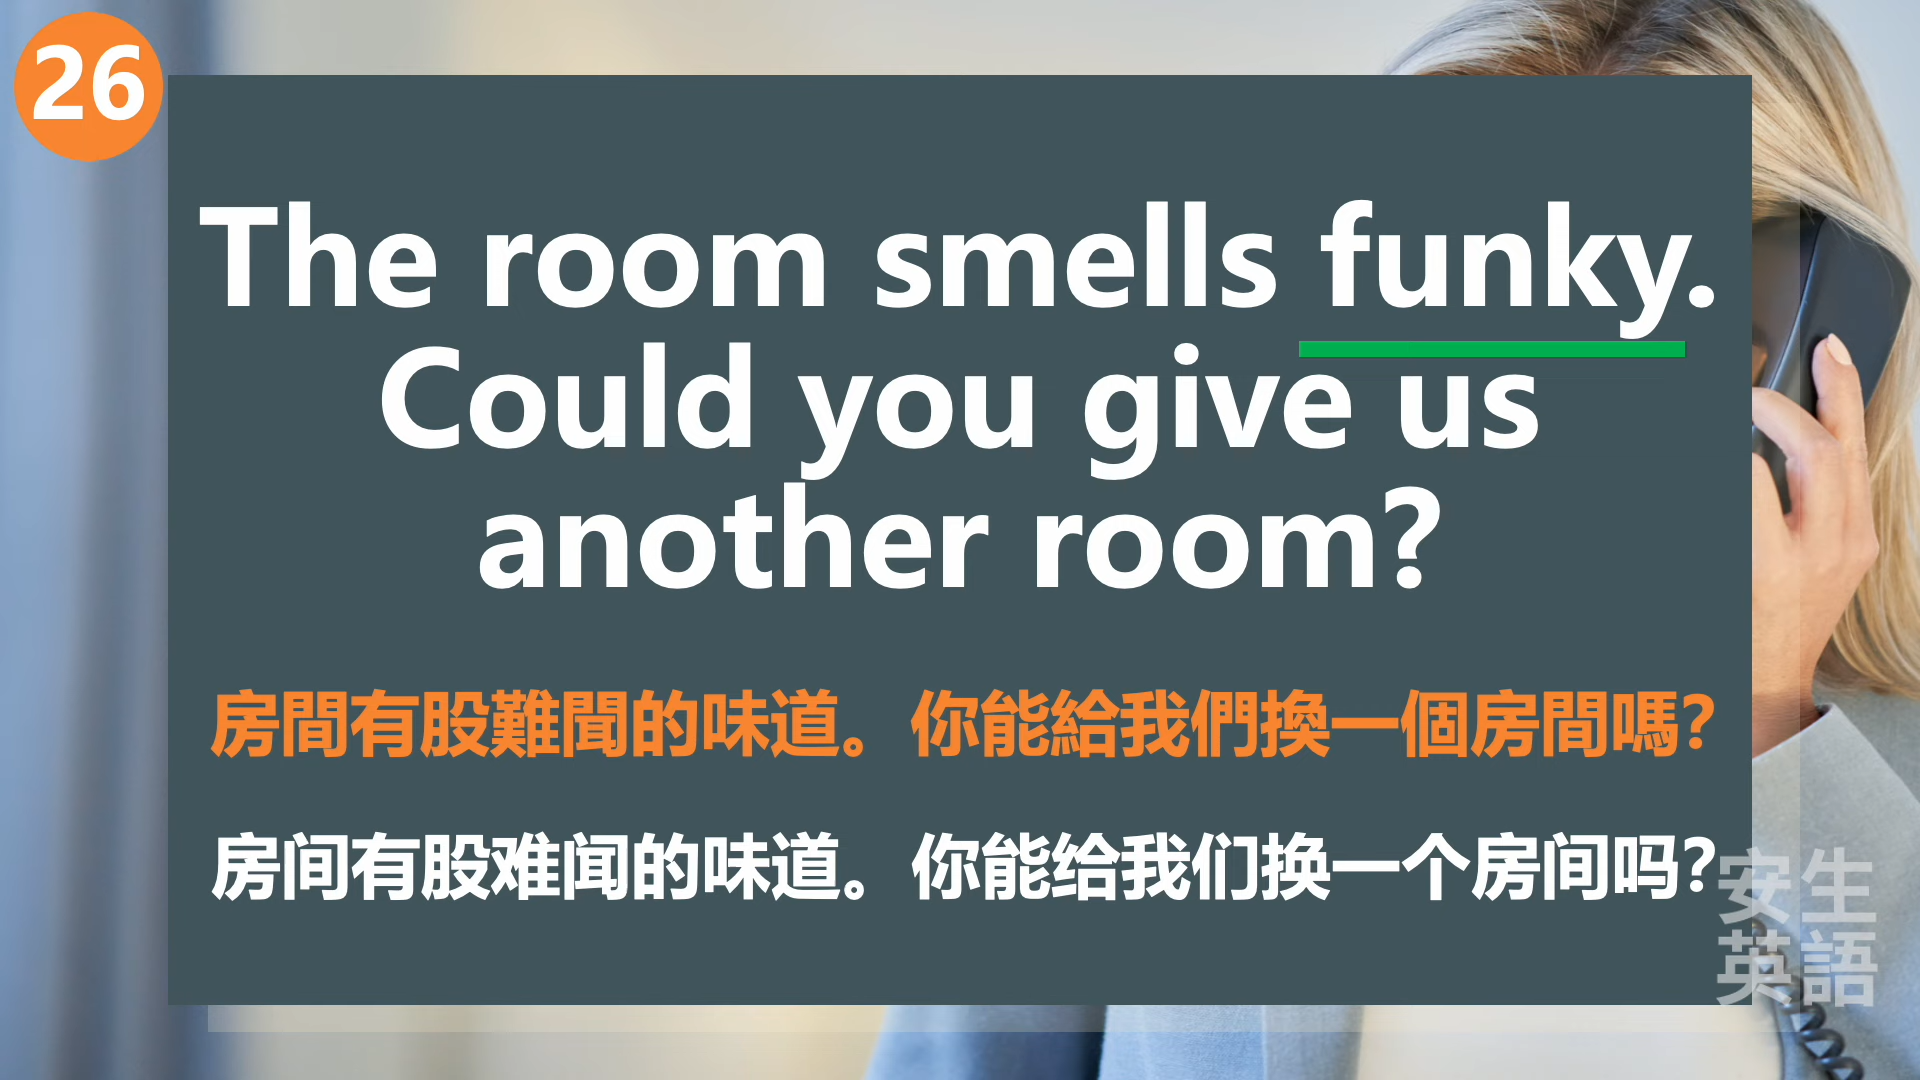 26
The room smells funky.
Could you give us
another room?
房間有股難聞的味道。你能給我們換一個房間嗎?
房间有股难闻的味道。你能给我们换一个房间吗?
安生
英語